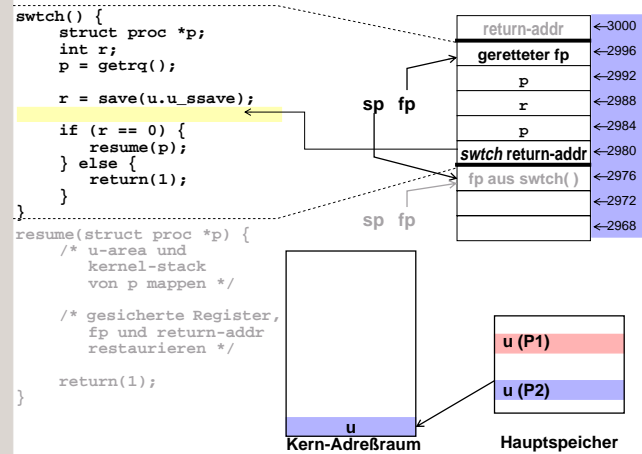 swtch() {
struct proc *p;
int r;
p = getrq();
r = save(u.u_ssave);
if (r == 0) {
resume(p);
} else {
return(1);
}
}
resume(struct proc *p) {
/* u-area und
kernel-stack
von p mappen */
/* gesicherte Register,
fp und return-addr
restaurieren */
return(1);
}
sp fp
sp fp
return-addr
geretteter fp
p
r
p
swtch return-addr
fp aus swtch( )
3000
2996
2992
2988
2984
2980
2976
2972
2968
u
Kern-Adreßraum
u (P1)
u (P2)
Hauptspeicher